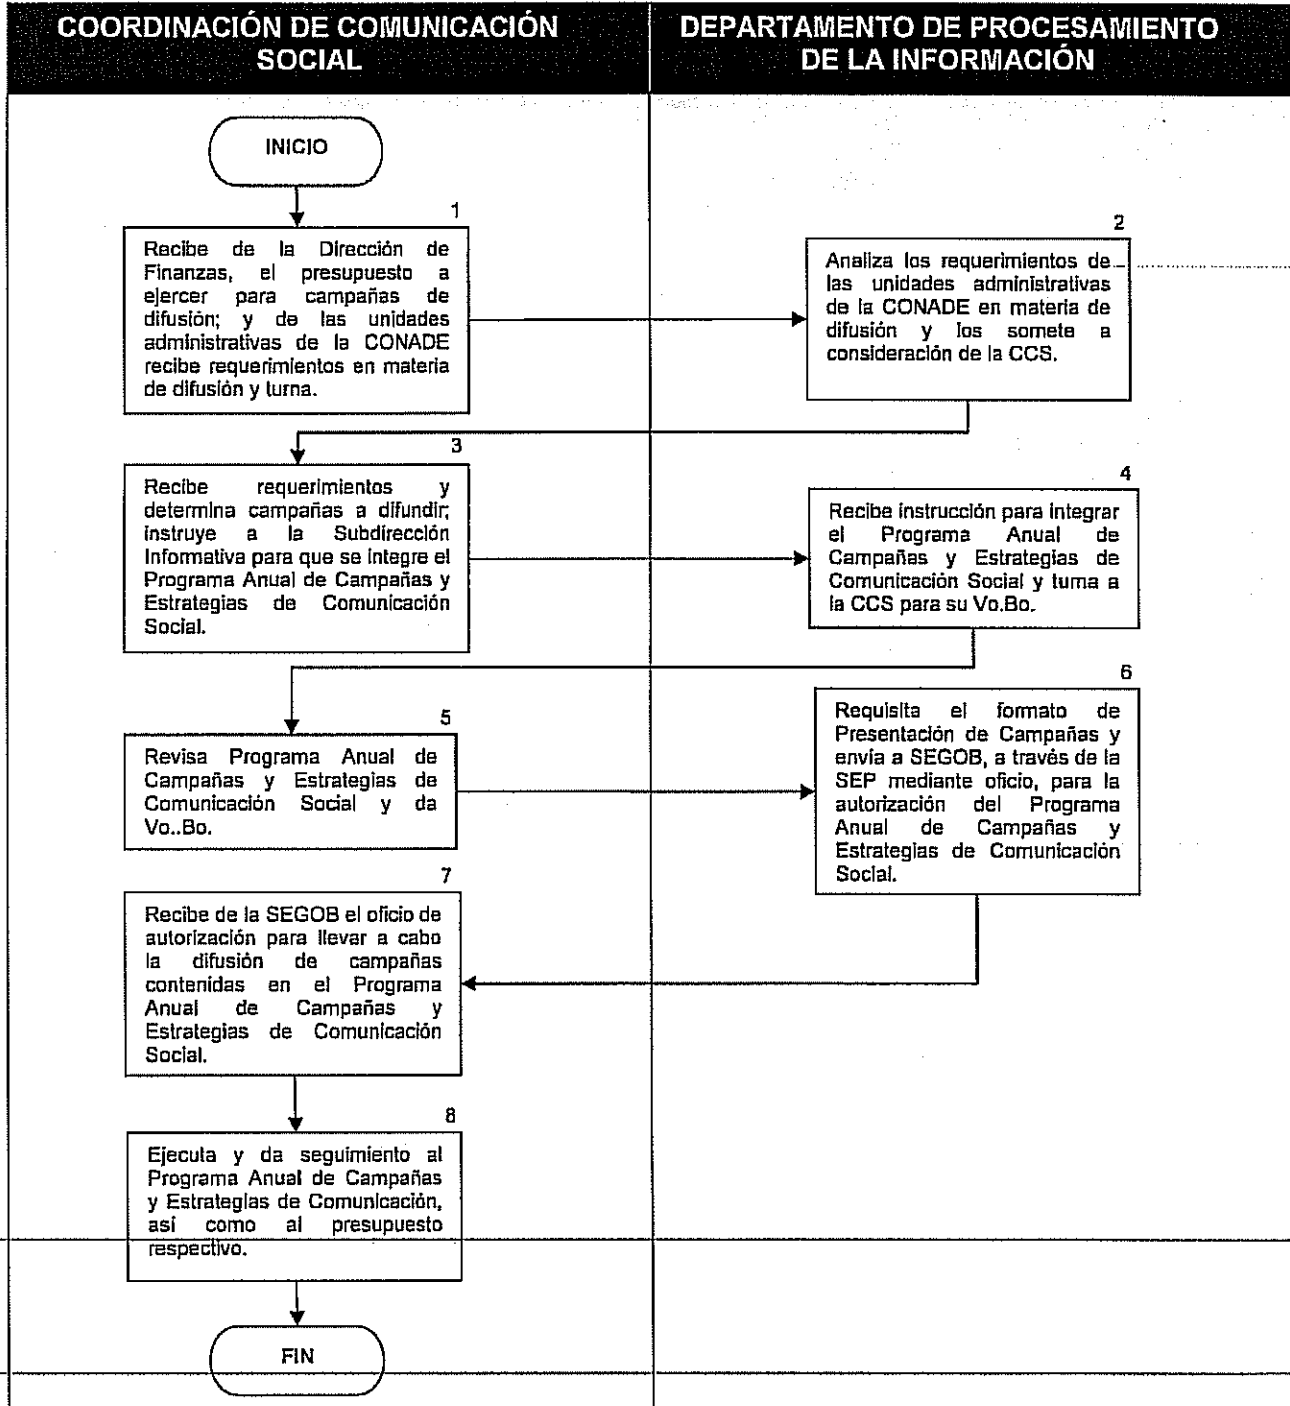 COORDINACIÓN DE COMUNICACIÓN
SOCIAL
DEPARTAMENTO DE PROCESAMIENTO
DE LA INFORMACIÓN
INICIO
1
Recibe de la Dirección de
Finanzas, el presupuesto a
ejercer para campañas de
difusión; y de las unidades
administrativas de la CONADE
recibe requerimientos en materia
de difusión y turna.
2
Analiza los requerimientos de
las unidades administrativas
de la CONADE en materia de
difusión y los somete a
consideración de la CCS.
3
Recibe requerimientos y
determina campañas a difundir;
instruye a la Subdirección
Informativa para que se integre el
Programa Anual de Campañas y
Estrategias de Comunicación
Social.
4
Recibe instrucción para integrar
el Programa Anual de
Campañas y Estrategias de
Comunicación Social y turna a
la CCS para su Vo.Bo.
5
Revisa Programa Anual de
Campañas y Estrategias de
Comunicación Social y da
Vo..Bo.
6
Requisita el formato de
Presentación de Campañas y
envía a SEGOB, a través de la
SEP mediante oficio, para la
autorización del Programa
Anual de Campañas y
Estrategias de Comunicación
Social.
7
Recibe de la SEGOB el oficio de
autorización para llevar a cabo
la difusión de campañas
contenidas en el Programa
Anual de Campañas y
Estrategias de Comunicación
Social.
8
Ejecuta y da seguimiento al
Programa Anual de Campañas
y Estrategias de Comunicación,
así como al presupuesto
respectivo.
FIN